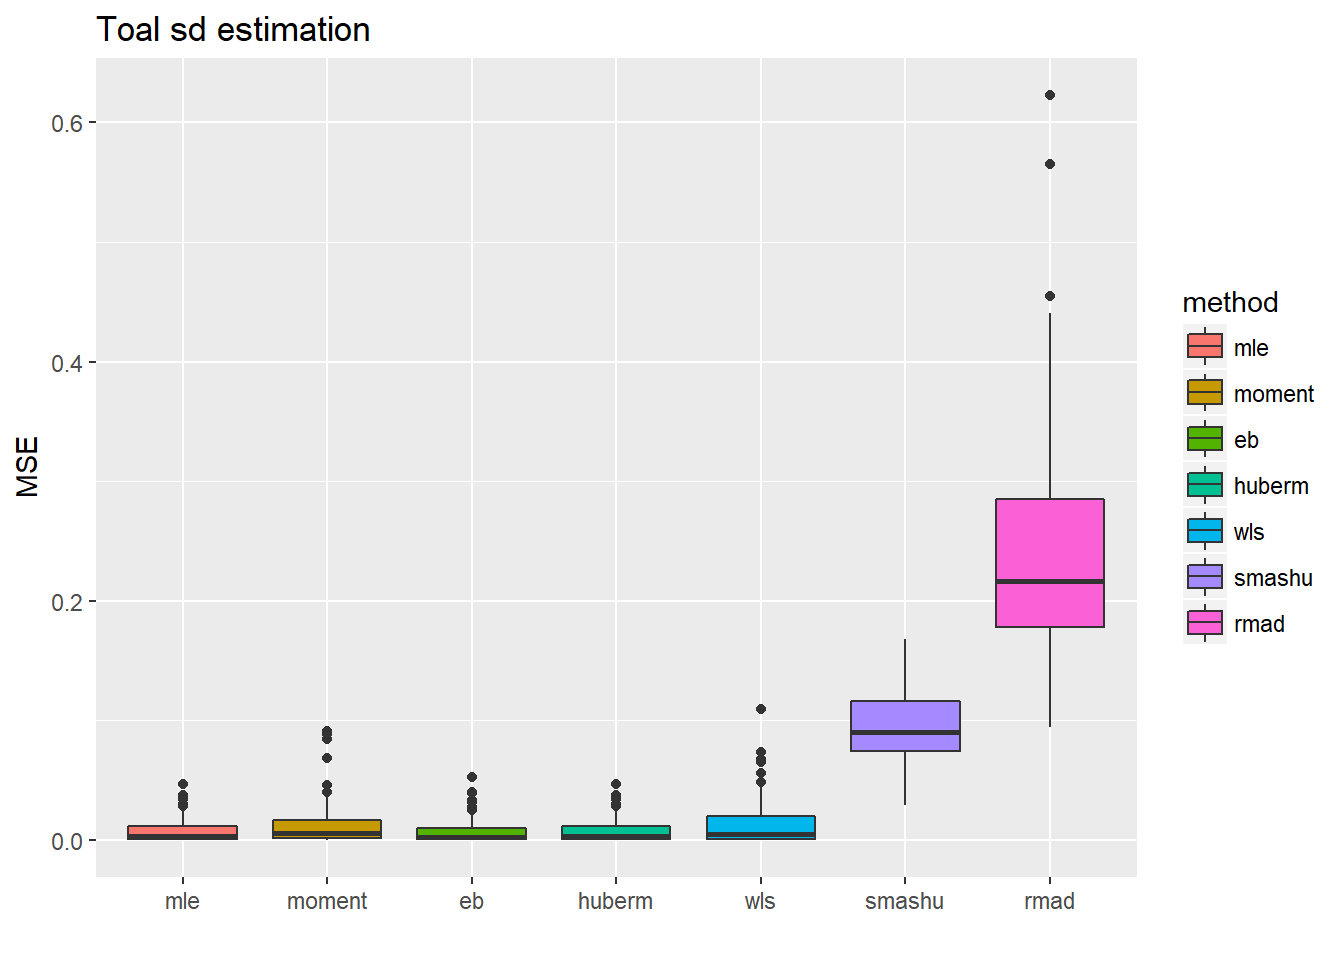 Toal sd estimation
MSE
0.6
0.4
0.2
0.0
mle moment eb huberm wls smashu rmad
method
mle
moment
eb
huberm
wls
smashu
rmad